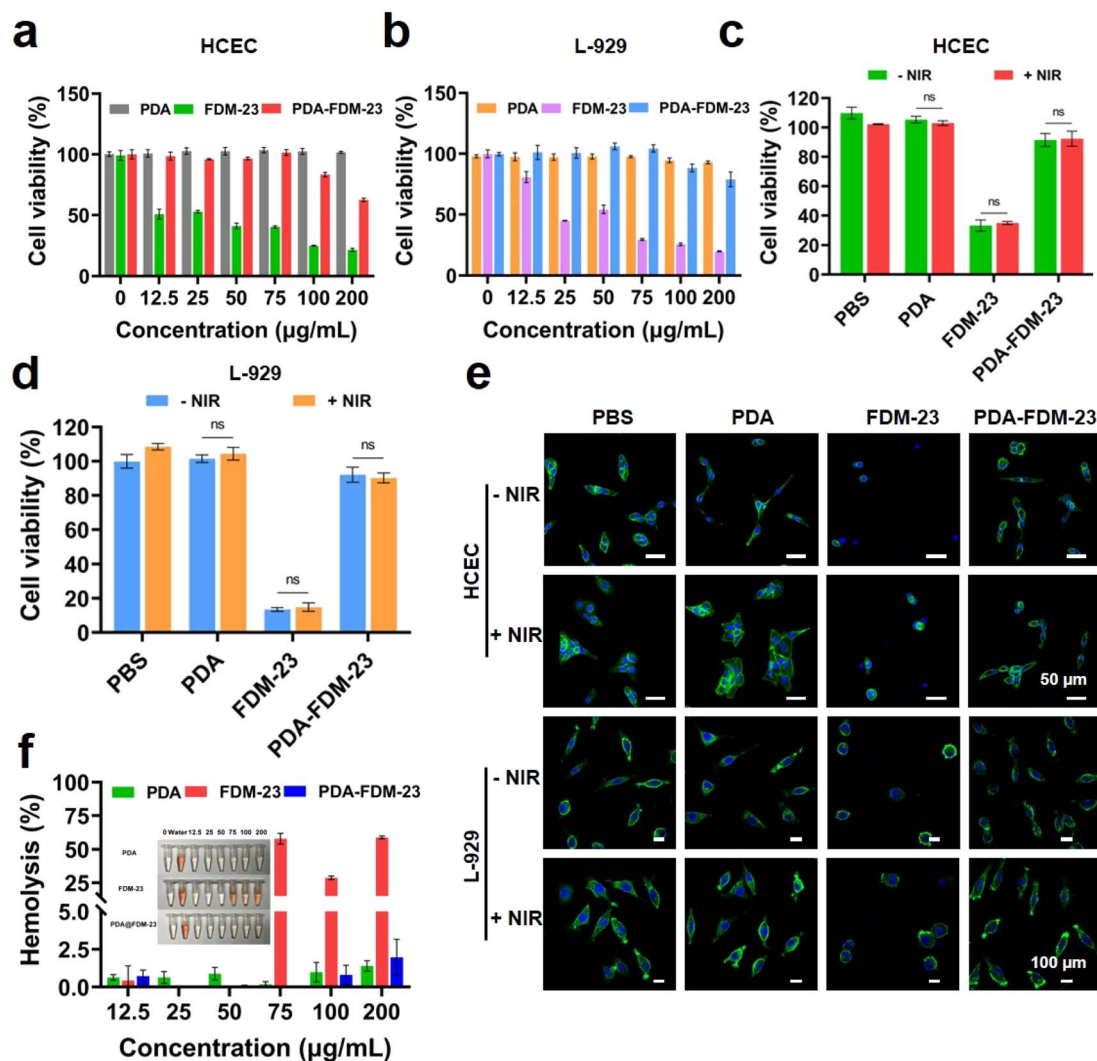 a
HCEC
PDA FDM-23 PDA-FDM-23
Cell viability (%)
150
100
50
0
0 12.5 25 50 75 100 200
Concentration (µg/mL)
b
L-929
PDA FDM-23 PDA-FDM-23
Cell viability (%)
150
100
50
0
0 12.5 25 50 75 100 200
Concentration (µg/mL)
c
HCEC
- NIR + NIR
Cell viability (%)
120
100
80
60
40
20
0
ns
ns
ns
PBS PDA FDM-23 PDA-FDM-23
d
L-929
- NIR + NIR
Cell viability (%)
120
100
80
60
40
20
0
ns
ns
ns
PBS PDA FDM-23 PDA-FDM-23
e
PBS PDA FDM-23 PDA-FDM-23
HCEC
- NIR
+ NIR
50 µm
L-929
- NIR
+ NIR
100 µm
f
PDA FDM-23 PDA-FDM-23
Hemolysis (%)
100
75
50
25
5.0
2.5
0.0
0 Water 12.5 25 50 75 100 200
PDA
FDM-23
PDA@FDM-23
12.5 25 50 75 100 200
Concentration (µg/mL)